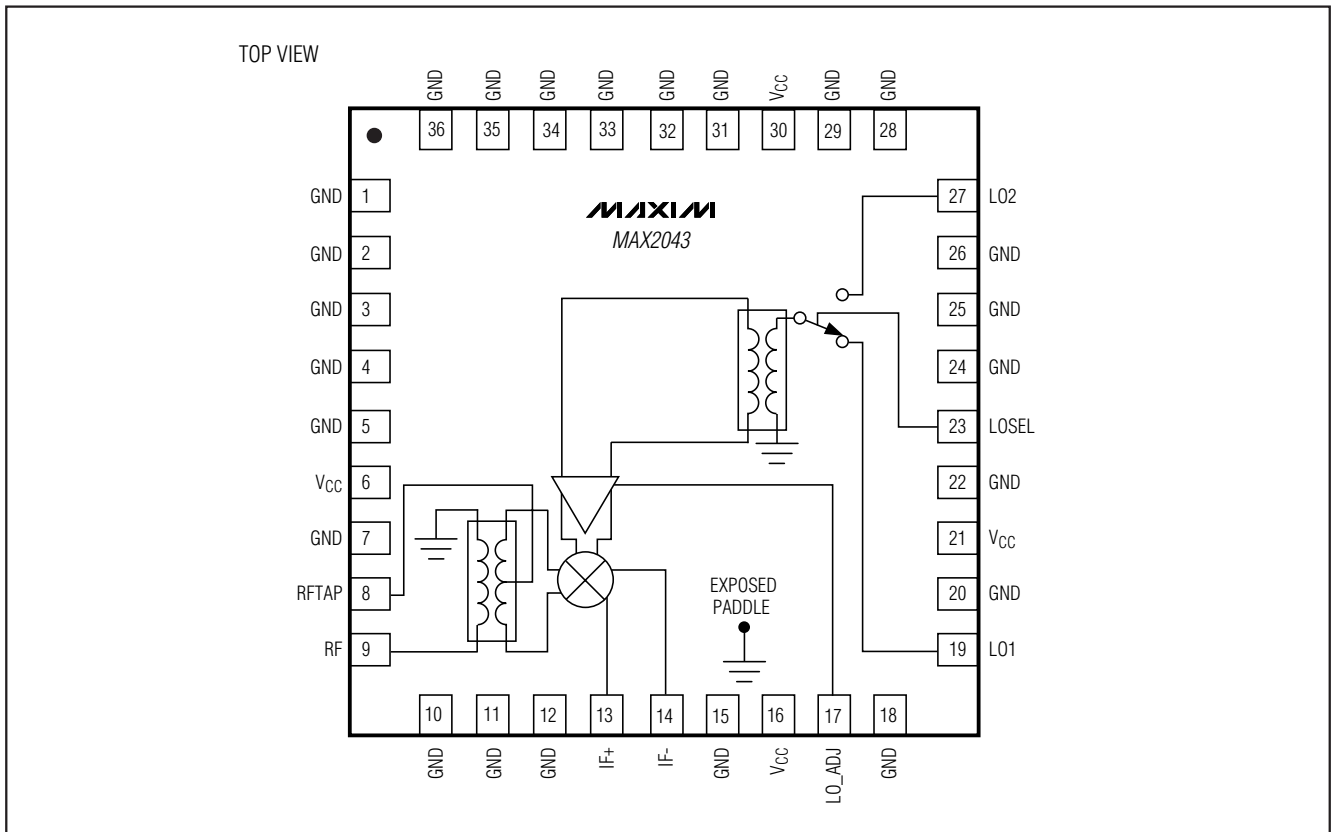 TOP VIEW
GND GND GND GND GND GND VCC GND GND
36 35 34 33 32 31 30 29 28
GND 1
GND 2
GND 3
GND 4
GND 5
VCC 6
GND 7
RFTAP 8
RF 9
MAXIM
MAX2043
27 LO2
26 GND
25 GND
24 GND
23 LOSEL
22 GND
21 VCC
20 GND
19 LO1
EXPOSED
PADDLE
10 11 12 13 14 15 16 17 18
GND GND GND IF+ IF- GND VCC LO_ADJ GND